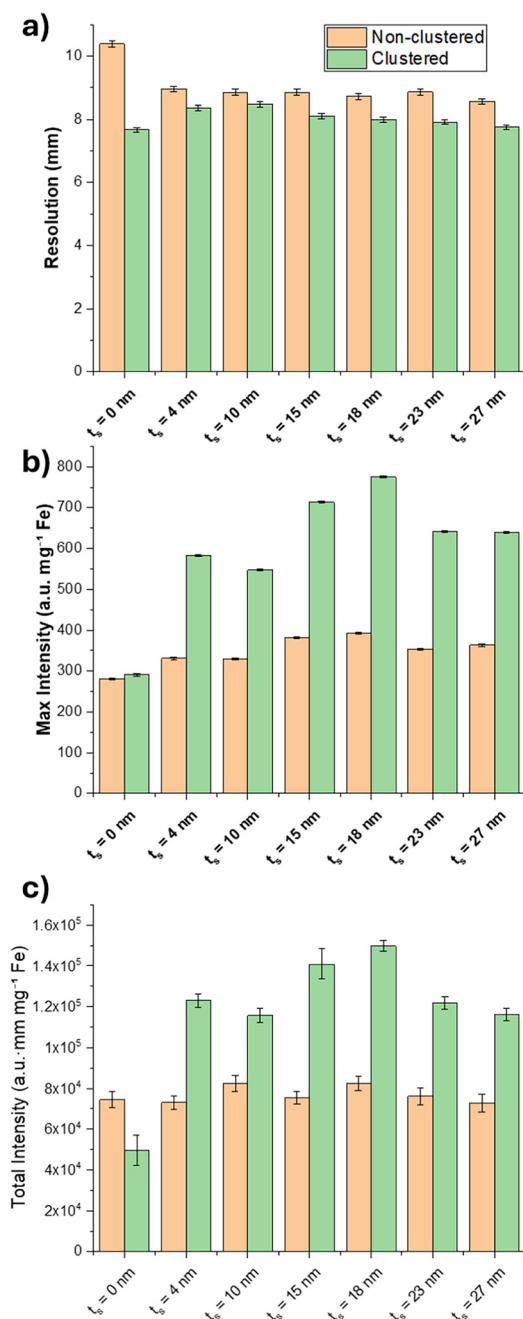 a)
Non-clustered
Clustered
Resolution (mm)
10
8
6
4
2
0
tₛ = 0 nm
tₛ = 4 nm
tₛ = 10 nm
tₛ = 15 nm
tₛ = 18 nm
tₛ = 23 nm
tₛ = 27 nm
b)
Max Intensity (a.u. mg⁻¹ Fe)
800
700
600
500
400
300
200
100
0
tₛ = 0 nm
tₛ = 4 nm
tₛ = 10 nm
tₛ = 15 nm
tₛ = 18 nm
tₛ = 23 nm
tₛ = 27 nm
c)
Total Intensity (a.u.·mm mg⁻¹ Fe)
1.6x10⁵
1.4x10⁵
1.2x10⁵
1x10⁵
8x10⁴
6x10⁴
4x10⁴
2x10⁴
0
tₛ = 0 nm
tₛ = 4 nm
tₛ = 10 nm
tₛ = 15 nm
tₛ = 18 nm
tₛ = 23 nm
tₛ = 27 nm